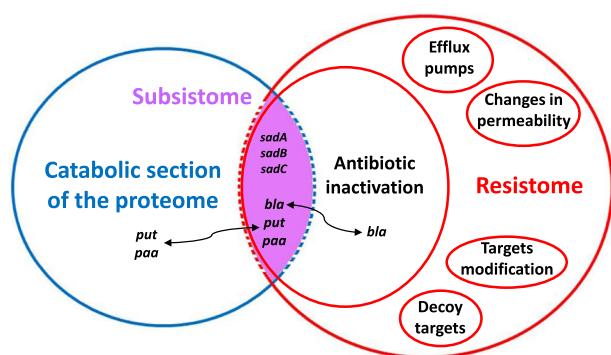 Subsistome
Catabolic section
of the proteome
put
paa
sadA
sadB
sadC
bla
put
paa
Antibiotic
inactivation
bla
Efflux
pumps
Changes in
permeability
Resistome
Targets
modification
Decoy
targets